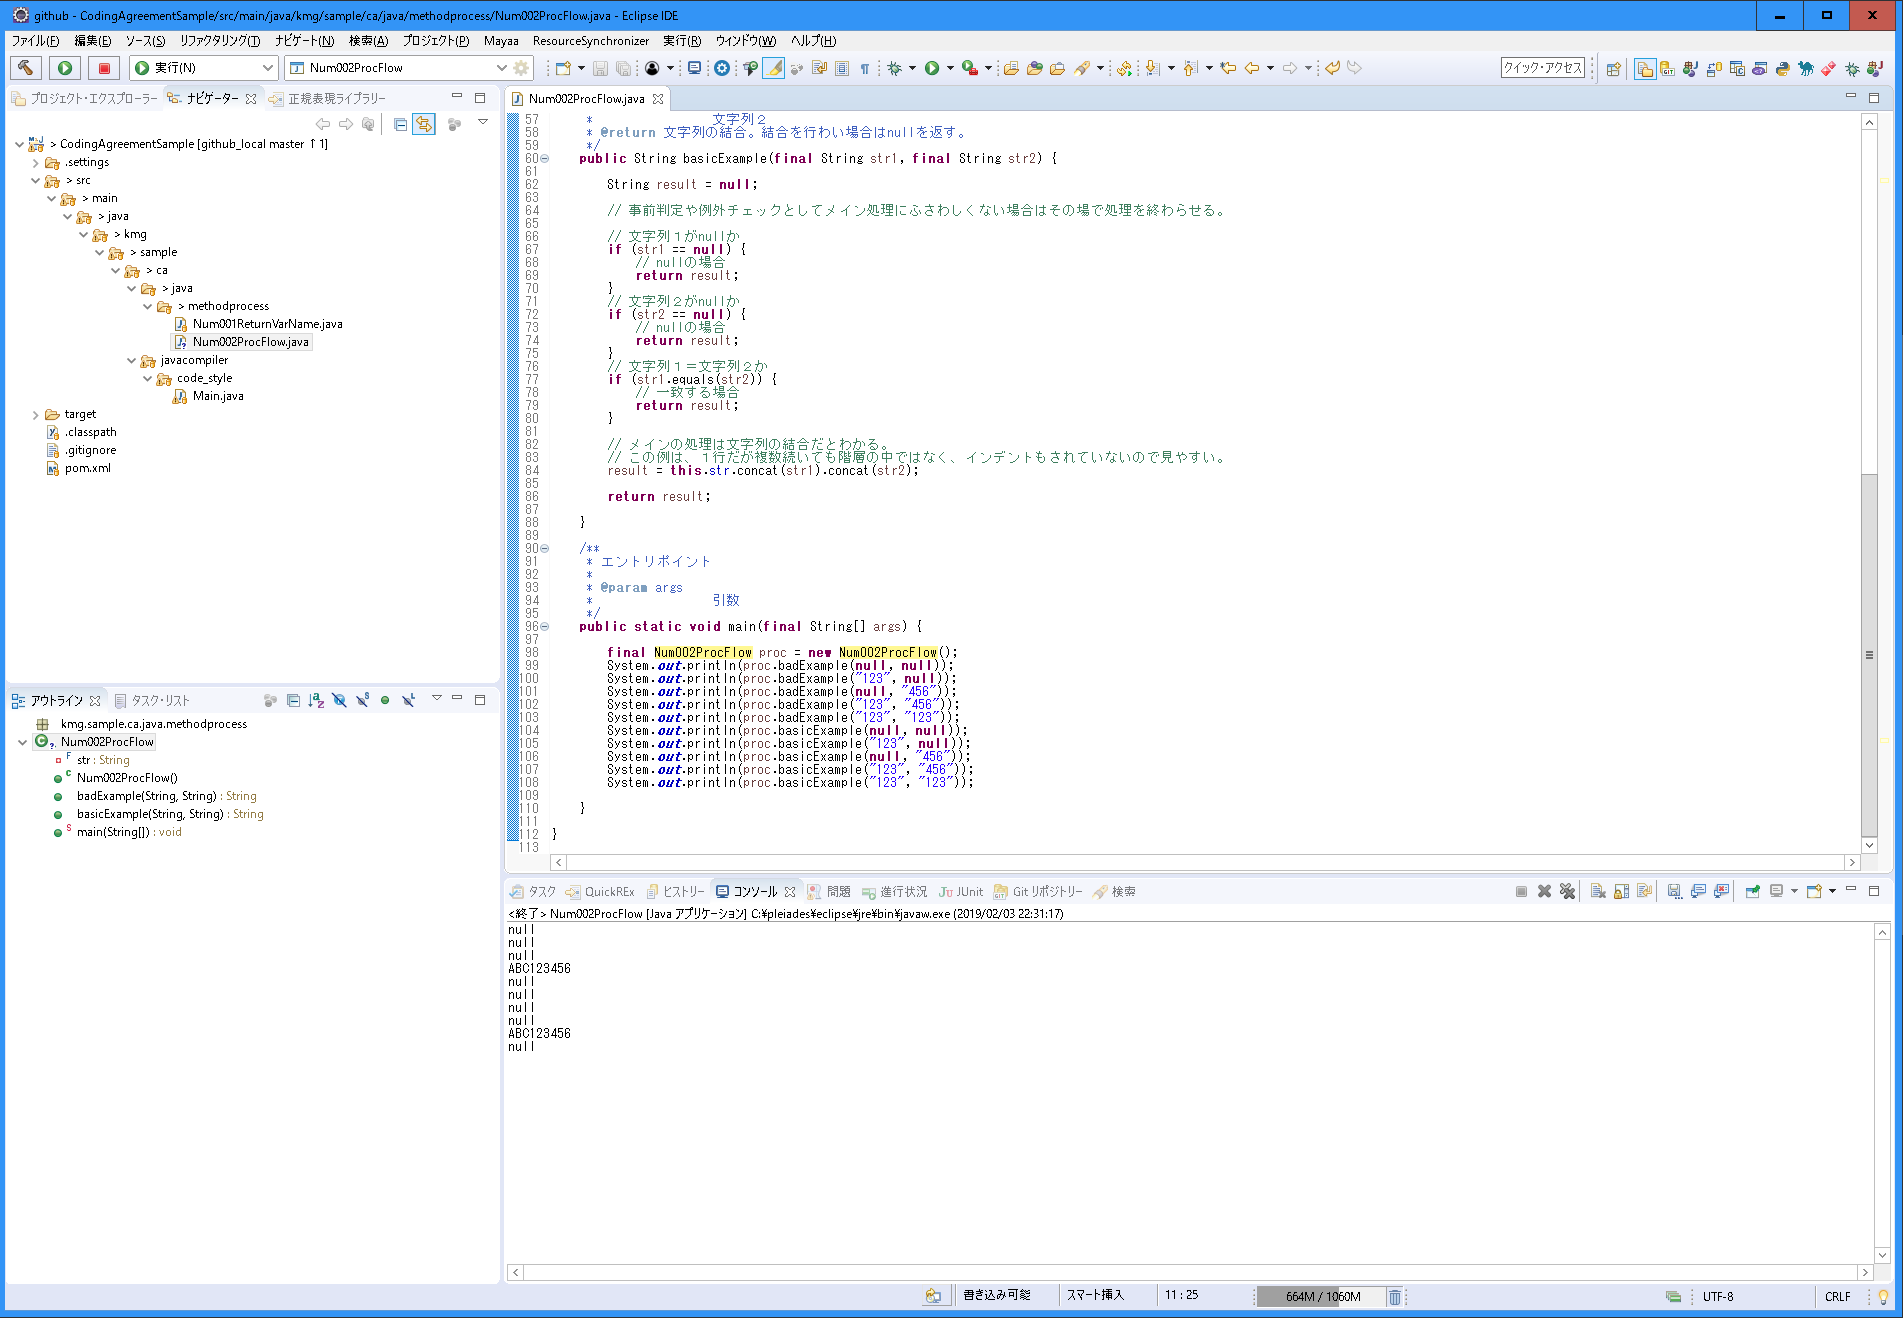 github - CodingAgreementSample/src/main/java/kmg/sample/ca/java/methodprocess/Num002ProcFlow.java - Eclipse IDE
ファイル(F) 編集(E) ソース(S) リファクタリング(T) ナビゲート(N) 検索(A) プロジェクト(P) Mayaa ResourceSynchronizer 実行(R) ウィンドウ(W) ヘルプ(H)
実行(N) Num002ProcFlow クイック・アクセス
プロジェクト・エクスプローラー ナビゲーター 正規表現ライブラリー
> CodingAgreementSample [github_local master ↑1]
.settings
> src
> main
> java
> kmg
> sample
> ca
> java
> methodprocess
Num001ReturnVarName.java
Num002ProcFlow.java
javacompiler
code_style
Main.java
target
.classpath
.gitignore
pom.xml
アウトライン タスク・リスト
kmg.sample.ca.java.methodprocess
Num002ProcFlow
str : String
Num002ProcFlow()
badExample(String, String) : String
basicExample(String, String) : String
main(String[]) : void
Num002ProcFlow.java
57 * 文字列２
58 * @return 文字列の結合。結合を行わい場合はnullを返す。
59 */
60 public String basicExample(final String str1, final String str2) {
61
62 String result = null;
63
64 // 事前判定や例外チェックとしてメイン処理にふさわしくない場合はその場で処理を終わらせる。
65
66 // 文字列１がnullか
67 if (str1 == null) {
68 // nullの場合
69 return result;
70 }
71 // 文字列２がnullか
72 if (str2 == null) {
73 // nullの場合
74 return result;
75 }
76 // 文字列１＝文字列２か
77 if (str1.equals(str2)) {
78 // 一致する場合
79 return result;
80 }
81
82 // メインの処理は文字列の結合だとわかる。
83 // この例は、１行だが複数続いても階層の中ではなく、インデントもされていないので見やすい。
84 result = this.str.concat(str1).concat(str2);
85
86 return result;
87
88 }
89
90 /**
91 * エントリポイント
92 *
93 * @param args
94 * 引数
95 */
96 public static void main(final String[] args) {
97
98 final Num002ProcFlow proc = new Num002ProcFlow();
99 System.out.println(proc.badExample(null, null));
100 System.out.println(proc.badExample("123", null));
101 System.out.println(proc.badExample(null, "456"));
102 System.out.println(proc.badExample("123", "456"));
103 System.out.println(proc.badExample("123", "123"));
104 System.out.println(proc.basicExample(null, null));
105 System.out.println(proc.basicExample("123", null));
106 System.out.println(proc.basicExample(null, "456"));
107 System.out.println(proc.basicExample("123", "456"));
108 System.out.println(proc.basicExample("123", "123"));
109
110 }
111
112 }
113
タスク QuickREx ヒストリー コンソール 問題 進行状況 JUnit Git リポジトリー 検索
<終了> Num002ProcFlow [Java アプリケーション] C:¥pleiades¥eclipse¥jre¥bin¥javaw.exe (2019/02/03 22:31:17)
null
null
null
ABC123456
null
null
null
null
ABC123456
null
書き込み可能 スマート挿入 11 : 25 664M / 1060M UTF-8 CRLF